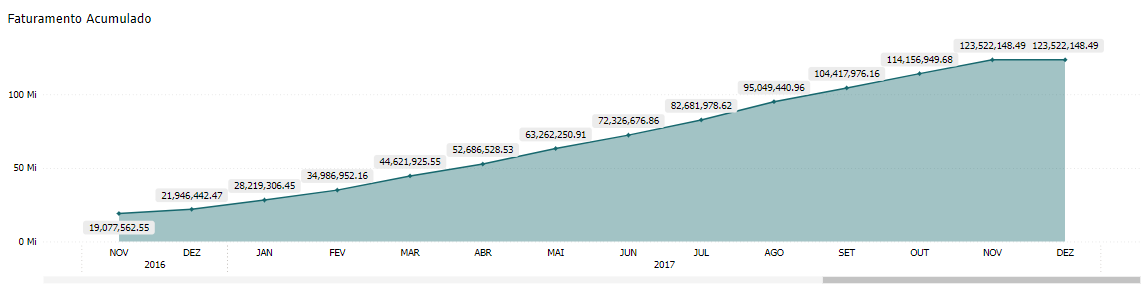 Faturamento Acumulado
123,522,148.49 123,522,148.49
114,156,949.68
104,417,976.16
95,049,440.96
100 Mi
82,681,978.62
72,326,676.86
63,262,250.91
52,686,528.53
44,621,925.55
50 Mi
34,986,952.16
28,219,306.45
21,946,442.47
19,077,562.55
0 Mi
NOV DEZ JAN FEV MAR ABR MAI JUN JUL AGO SET OUT NOV DEZ
2016 2017